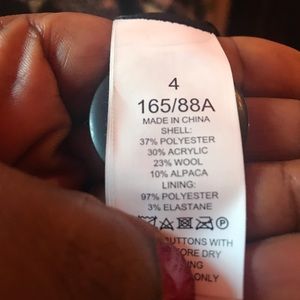 4
165/88A
MADE IN CHINA
SHELL:
37% POLYESTER
30% ACRYLIC
23% WOOL
10% ALPACA
LINING:
97% POLYESTER
3% ELASTANE
BUTTONS WITH
DRY
ONLY